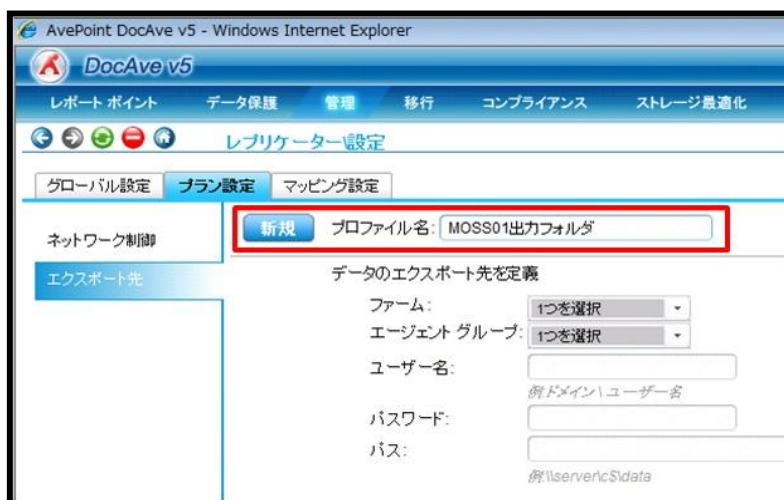 AvePoint DocAve v5 - Windows Internet Explorer
DocAve v5
レポート ポイント データ保護 管理 移行 コンプライアンス ストレージ最適化
レプリケーター\設定
グローバル設定 プラン設定 マッピング設定
新規 プロファイル名: MOSS01出力フォルダ
ネットワーク制御
エクスポート先
データのエクスポート先を定義
ファーム: 1つを選択
エージェント グループ: 1つを選択
ユーザー名:
例:ドメイン\ユーザー名
パスワード:
パス:
例:\\server\c$\data